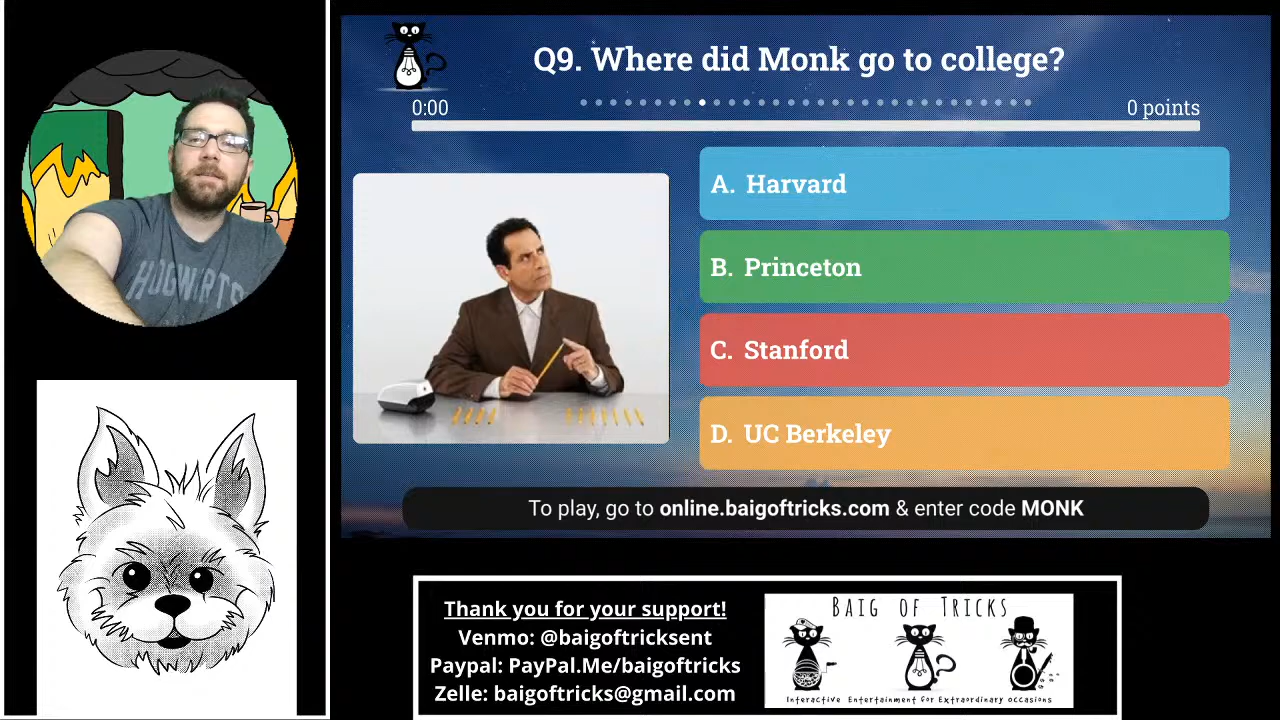 Q9. Where did Monk go to college?
0:00
0 points
A. Harvard
B. Princeton
C. Stanford
D. UC Berkeley
To play, go to online.baigoftricks.com & enter code MONK
HOGWARTS
Thank you for your support!
Venmo: @baigoftricksent
Paypal: PayPal.Me/baigoftricks
Zelle: baigoftricks@gmail.com
BAIG OF TRICKS
Interactive Entertainment for Extraordinary occasions